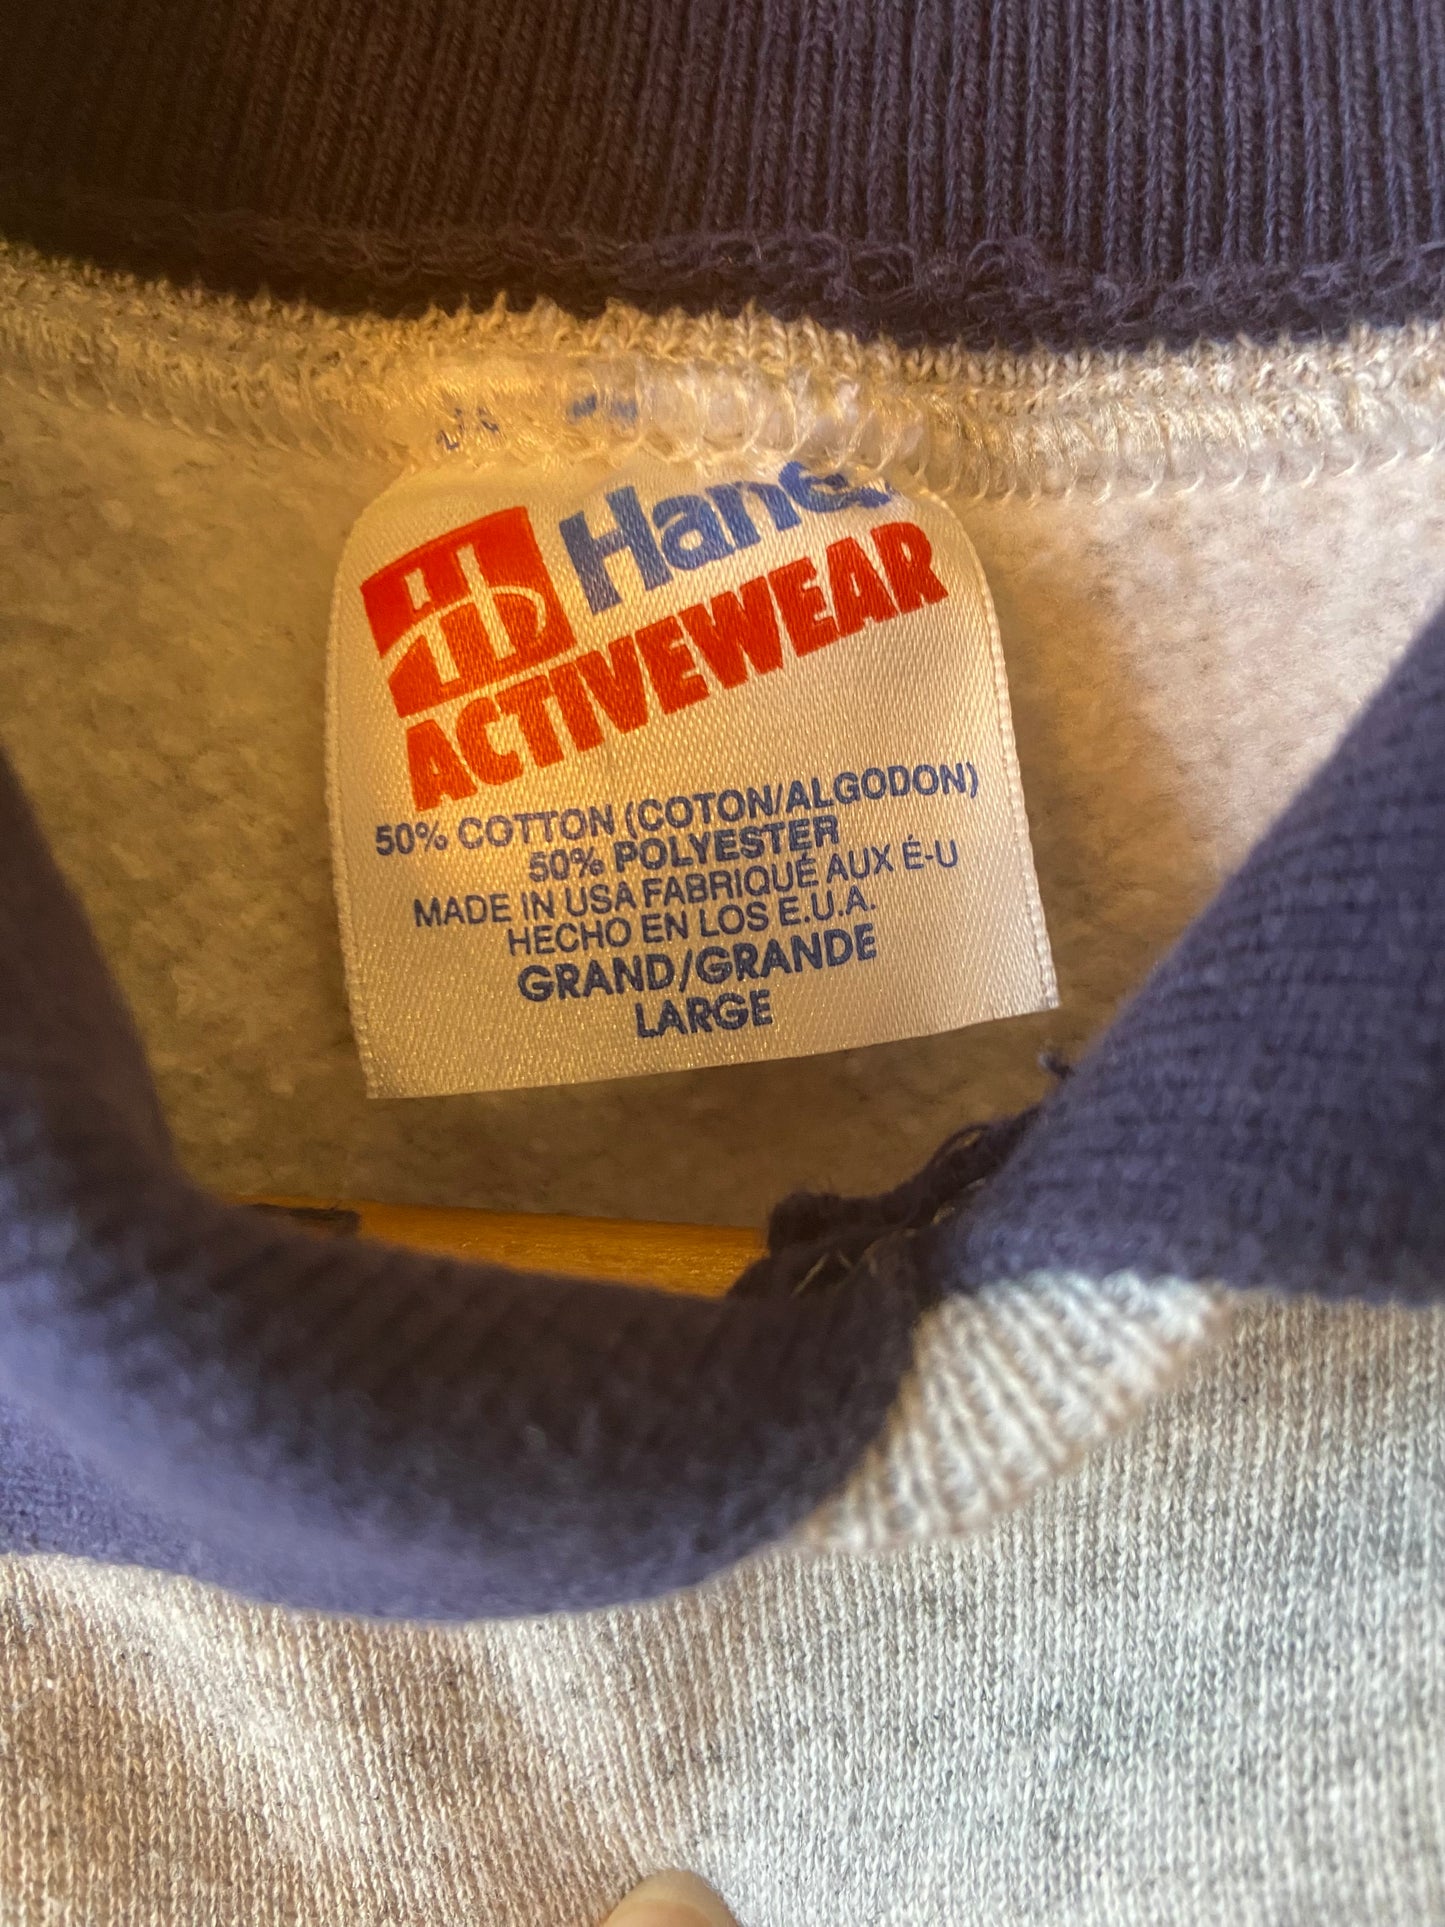 Hanes
ACTIVEWEAR
50% COTTON (COTON/ALGODON)
50% POLYESTER
MADE IN USA FABRIQUÉ AUX É-U
HECHO EN LOS E.U.A.
GRAND/GRANDE
LARGE